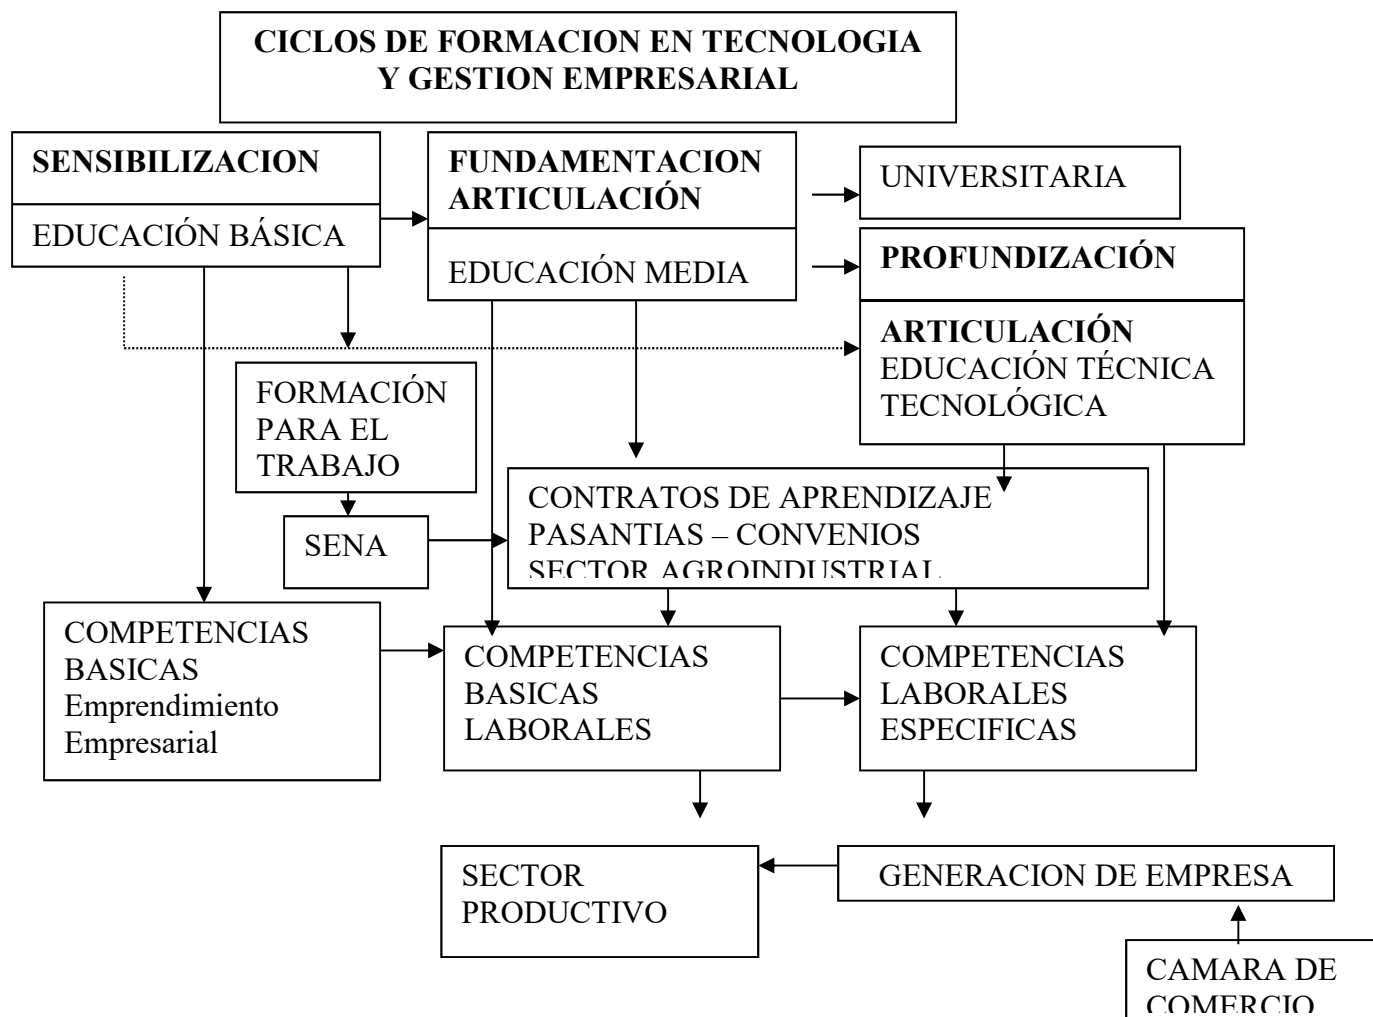 CICLOS DE FORMACION EN TECNOLOGIA
Y GESTION EMPRESARIAL
SENSIBILIZACION
EDUCACIÓN BÁSICA
FUNDAMENTACION
ARTICULACIÓN
EDUCACIÓN MEDIA
UNIVERSITARIA
PROFUNDIZACIÓN
ARTICULACIÓN
EDUCACIÓN TÉCNICA
TECNOLÓGICA
FORMACIÓN
PARA EL
TRABAJO
SENA
CONTRATOS DE APRENDIZAJE
PASANTIAS – CONVENIOS
SECTOR AGROINDUSTRIAL
COMPETENCIAS
BASICAS
Emprendimiento
Empresarial
COMPETENCIAS
BASICAS
LABORALES
COMPETENCIAS
LABORALES
ESPECIFICAS
SECTOR
PRODUCTIVO
GENERACION DE EMPRESA
CAMARA DE
COMERCIO